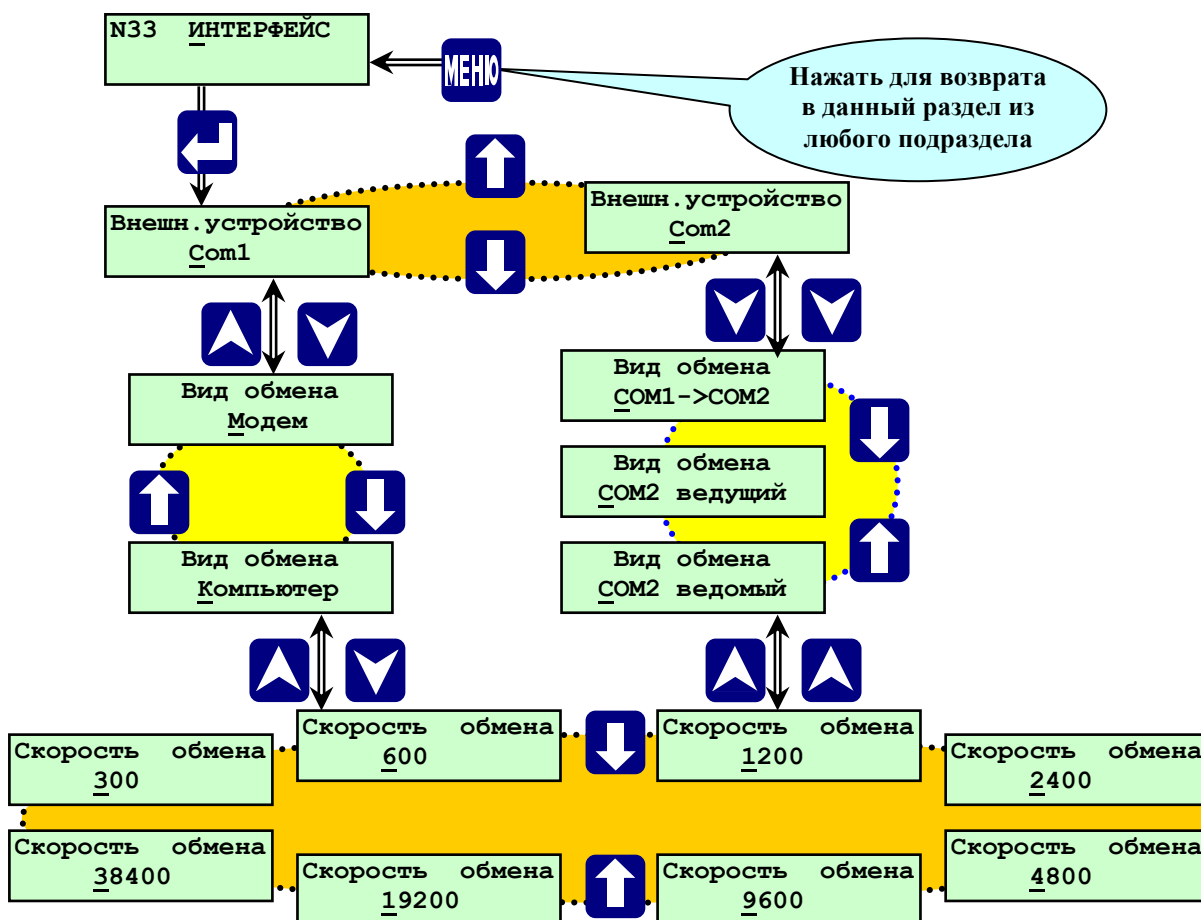 N33 ИНТЕРФЕЙС
МЕНЮ
Нажать для возврата
в данный раздел из
любого подраздела
Внешн.устройство
Com1
Внешн.устройство
Com2
Вид обмена
Модем
Вид обмена
COM1->COM2
Вид обмена
COM2 ведущий
Вид обмена
Компьютер
Вид обмена
COM2 ведомый
Скорость обмена
300
Скорость обмена
600
Скорость обмена
1200
Скорость обмена
2400
Скорость обмена
38400
Скорость обмена
19200
Скорость обмена
9600
Скорость обмена
4800